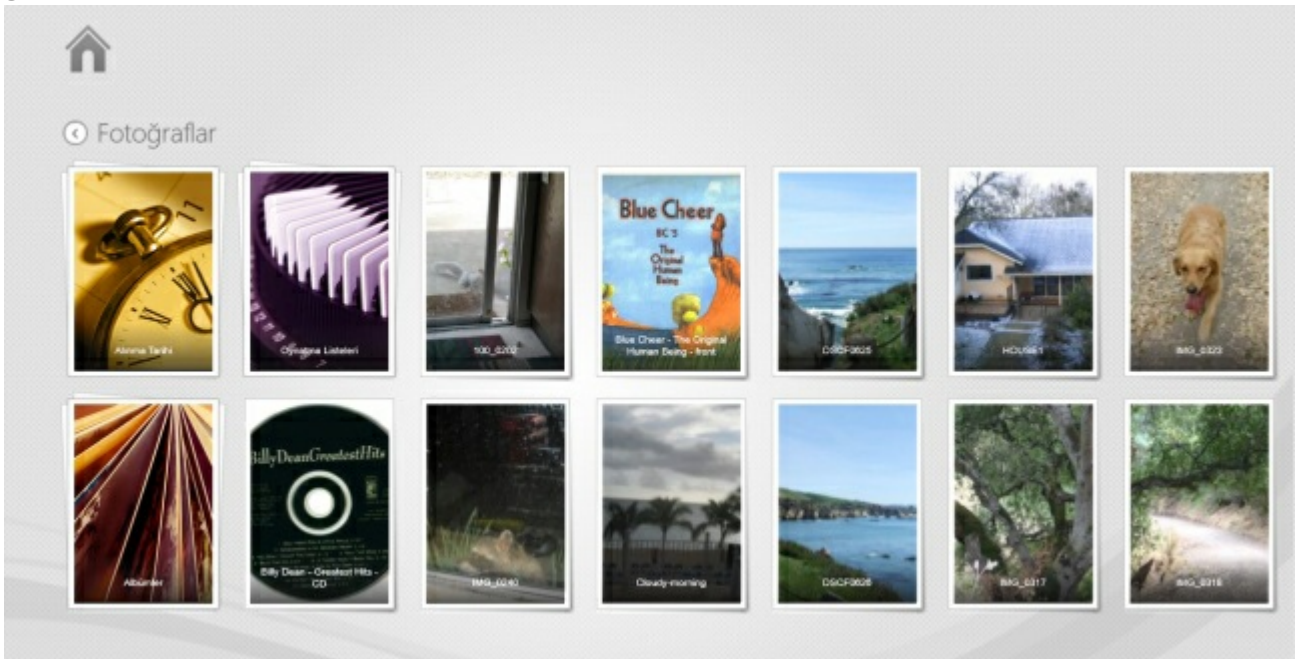 Fotoğraflar
Alınma Tarihi
Oynatma Listeleri
100_0202
Blue Cheer
BC'S
The
Original
Human
Being
Blue Cheer - The Original
Human Being - front
DSCF3625
HOUSE1
IMG_0323
Albümler
BillyDeanGreatestHits
Billy Dean - Greatest Hits -
CD
IMG_0240
Cloudy-morning
DSCF3626
IMG_0317
IMG_0318